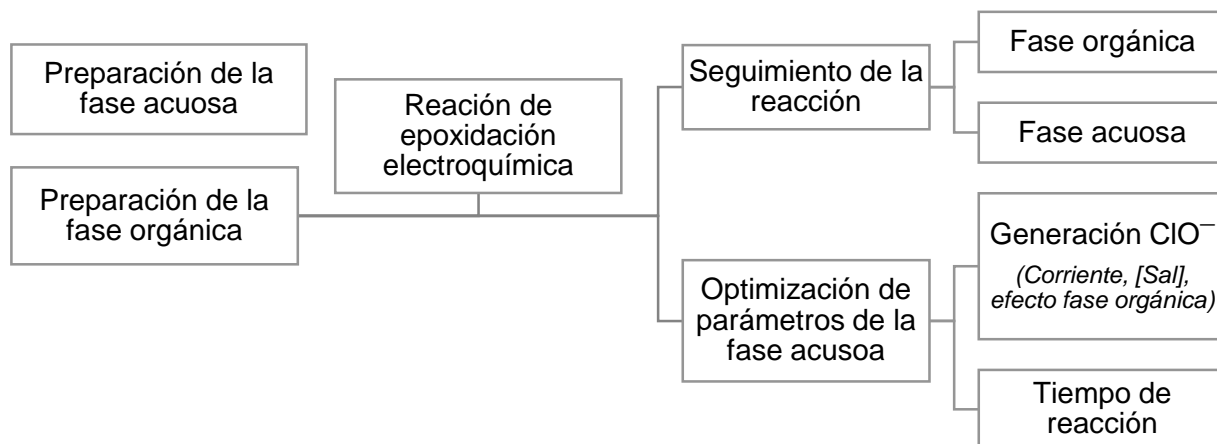 Preparación de la
fase acuosa
Preparación de la
fase orgánica
Reación de
epoxidación
electroquímica
Seguimiento de la
reacción
Fase orgánica
Fase acuosa
Optimización de
parámetros de la
fase acusoa
Generación ClO⁻
(Corriente, [Sal],
efecto fase orgánica)
Tiempo de
reacción